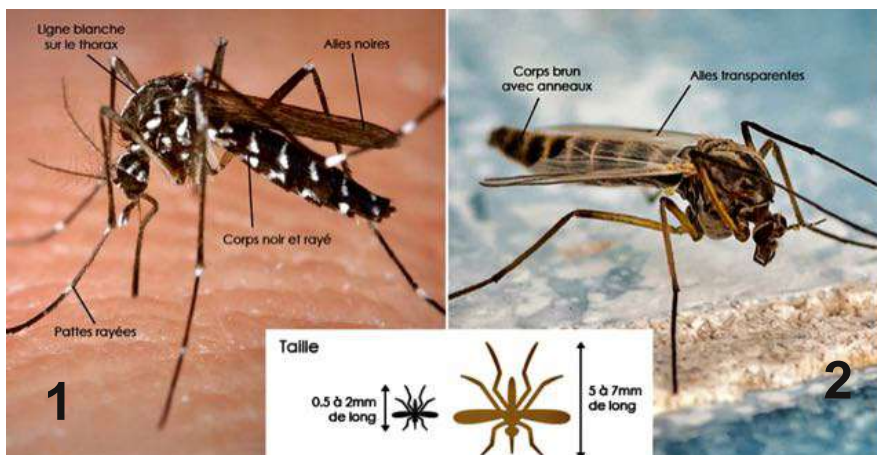 Ligne blanche
sur le thorax
Ailes noires
Corps noir et rayé
Pattes rayées
1
Corps brun
avec anneaux
Ailes transparentes
2
Taille
0.5 à 2mm
de long
5 à 7mm
de long